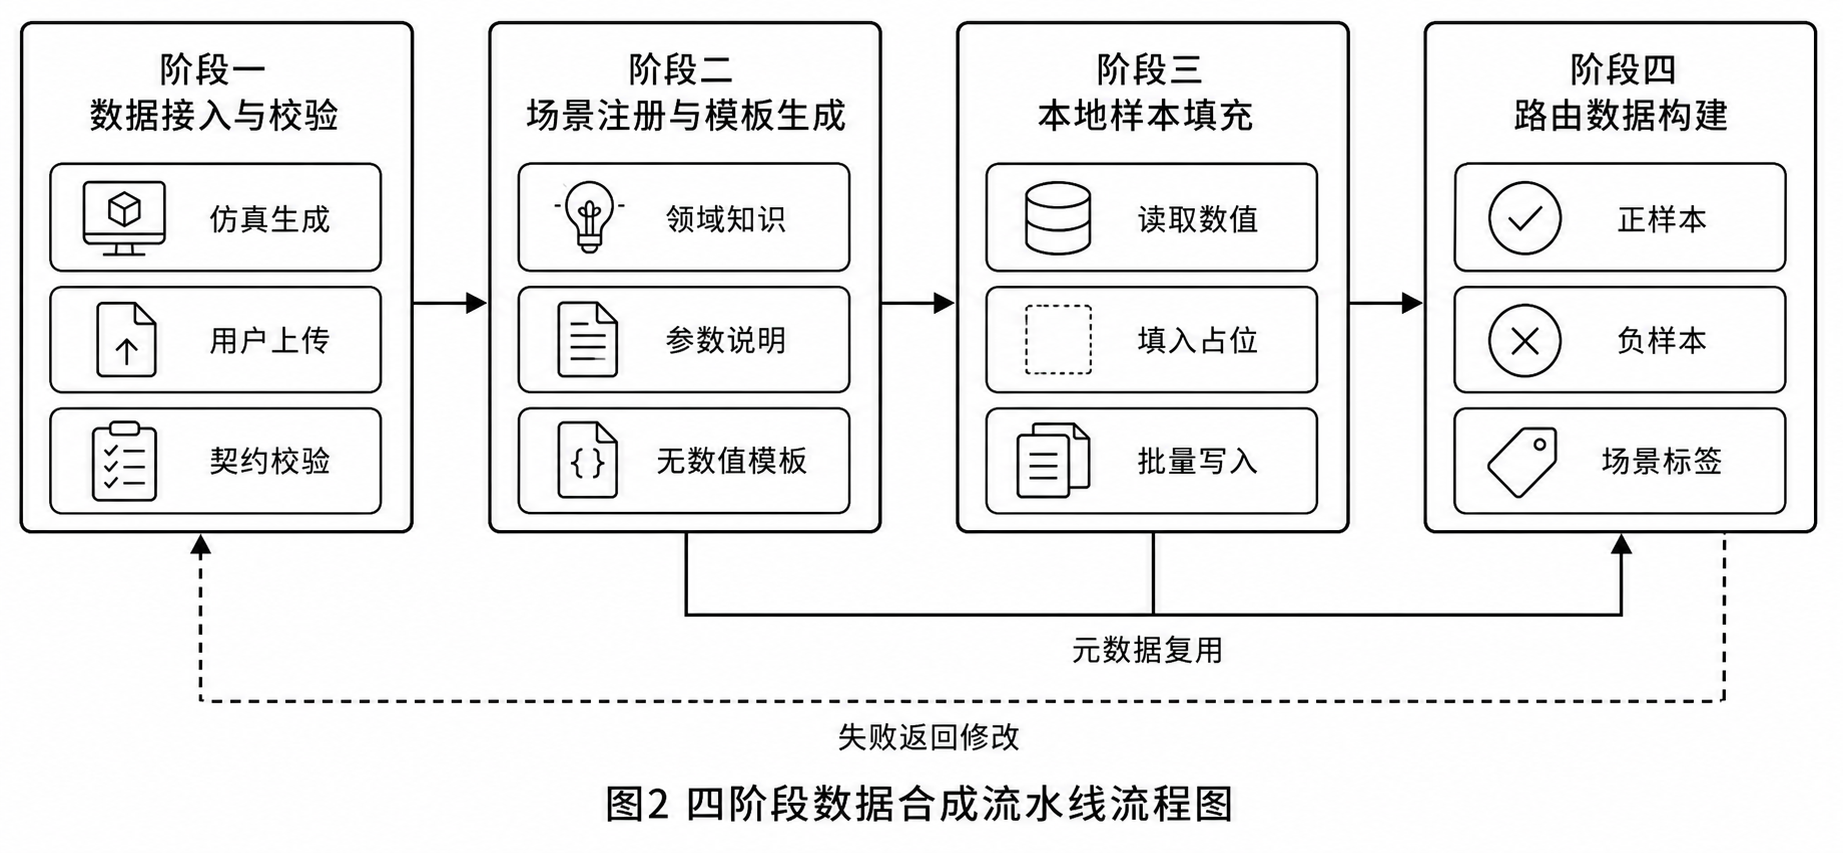 阶段一
数据接入与校验
仿真生成
用户上传
契约校验
阶段二
场景注册与模板生成
领域知识
参数说明
无数值模板
阶段三
本地样本填充
读取数值
填入占位
批量写入
阶段四
路由数据构建
正样本
负样本
场景标签
元数据复用
失败返回修改
图2 四阶段数据合成流水线流程图